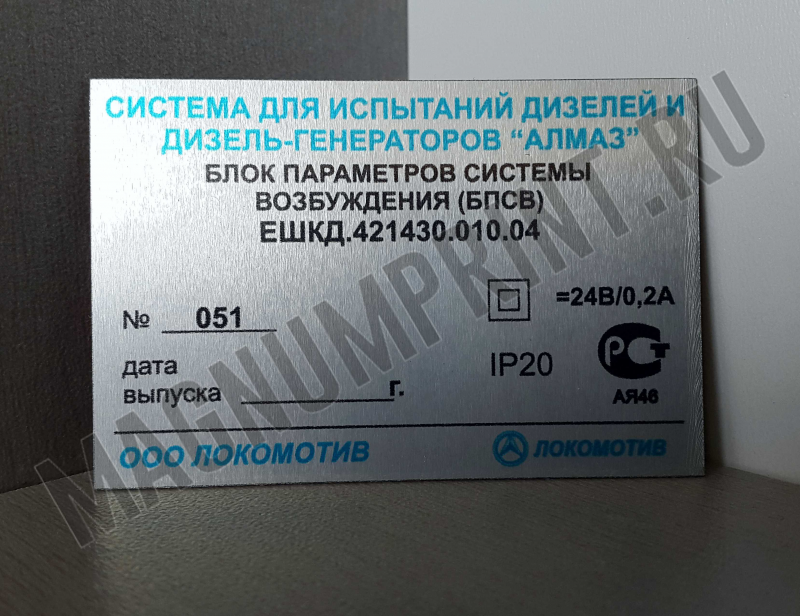 СИСТЕМА ДЛЯ ИСПЫТАНИЙ ДИЗЕЛЕЙ И
ДИЗЕЛЬ-ГЕНЕРАТОРОВ “АЛМАЗ”
БЛОК ПАРАМЕТРОВ СИСТЕМЫ
ВОЗБУЖДЕНИЯ (БПСВ)
ЕШКД.421430.010.04
№ 051
=24В/0,2А
дата
выпуска г.
IP20
РСТ
АЯ46
ООО ЛОКОМОТИВ
ЛОКОМОТИВ
MAGNUMPRINT.RU